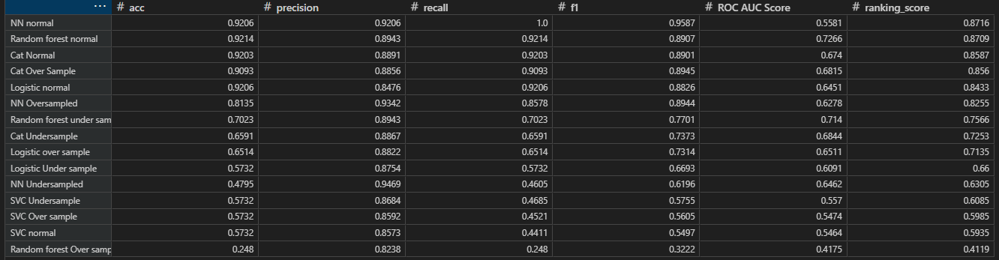 ... # acc # precision # recall # f1 # ROC AUC Score # ranking_score
NN normal 0.9206 0.9206 1.0 0.9587 0.5581 0.8716
Random forest normal 0.9214 0.8943 0.9214 0.8907 0.7266 0.8709
Cat Normal 0.9203 0.8891 0.9203 0.8901 0.674 0.8587
Cat Over Sample 0.9093 0.8856 0.9093 0.8945 0.6815 0.856
Logistic normal 0.9206 0.8476 0.9206 0.8826 0.6451 0.8433
NN Oversampled 0.8135 0.9342 0.8578 0.8944 0.6278 0.8255
Random forest under sam 0.7023 0.8943 0.7023 0.7701 0.714 0.7566
Cat Undersample 0.6591 0.8867 0.6591 0.7373 0.6844 0.7253
Logistic over sample 0.6514 0.8822 0.6514 0.7314 0.6511 0.7135
Logistic Under sample 0.5732 0.8754 0.5732 0.6693 0.6091 0.66
NN Undersampled 0.4795 0.9469 0.4605 0.6196 0.6462 0.6305
SVC Undersample 0.5732 0.8684 0.4685 0.5755 0.557 0.6085
SVC Over sample 0.5732 0.8592 0.4521 0.5605 0.5474 0.5985
SVC normal 0.5732 0.8573 0.4411 0.5497 0.5464 0.5935
Random forest Over samp 0.248 0.8238 0.248 0.3222 0.4175 0.4119